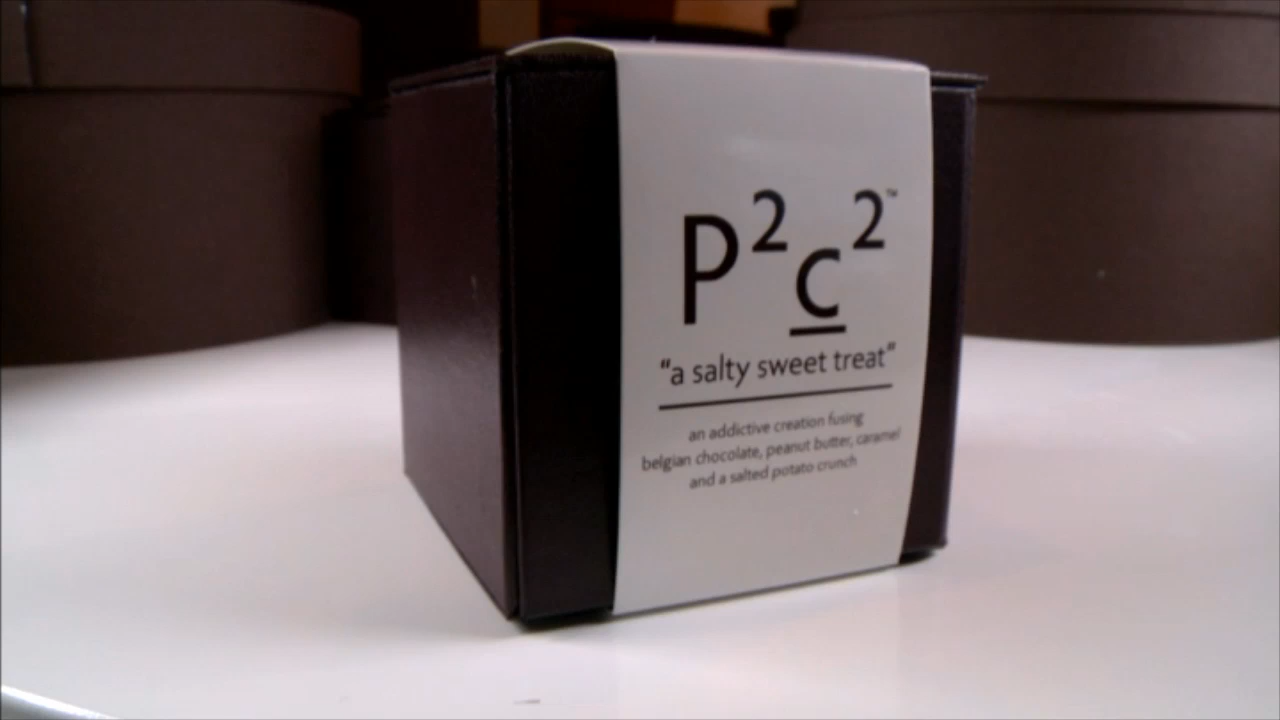 P²c²™
“a salty sweet treat”
an addictive creation fusing
belgian chocolate, peanut butter, caramel
and a salted potato crunch